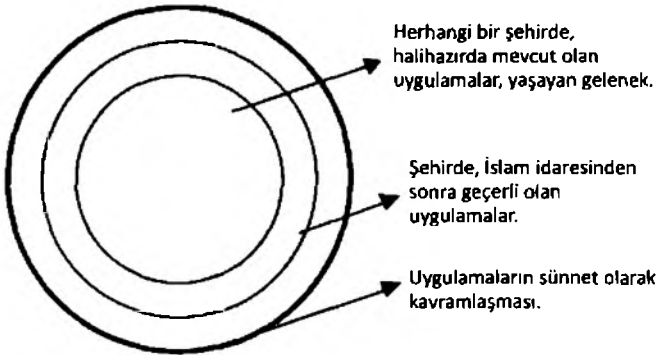 Herhangi bir şehirde,
halihazırda mevcut olan
uygulamalar, yaşayan gelenek.
Şehirde, İslam idaresinden
sonra geçerli olan
uygulamalar.
Uygulamaların sünnet olarak
kavramlaşması.